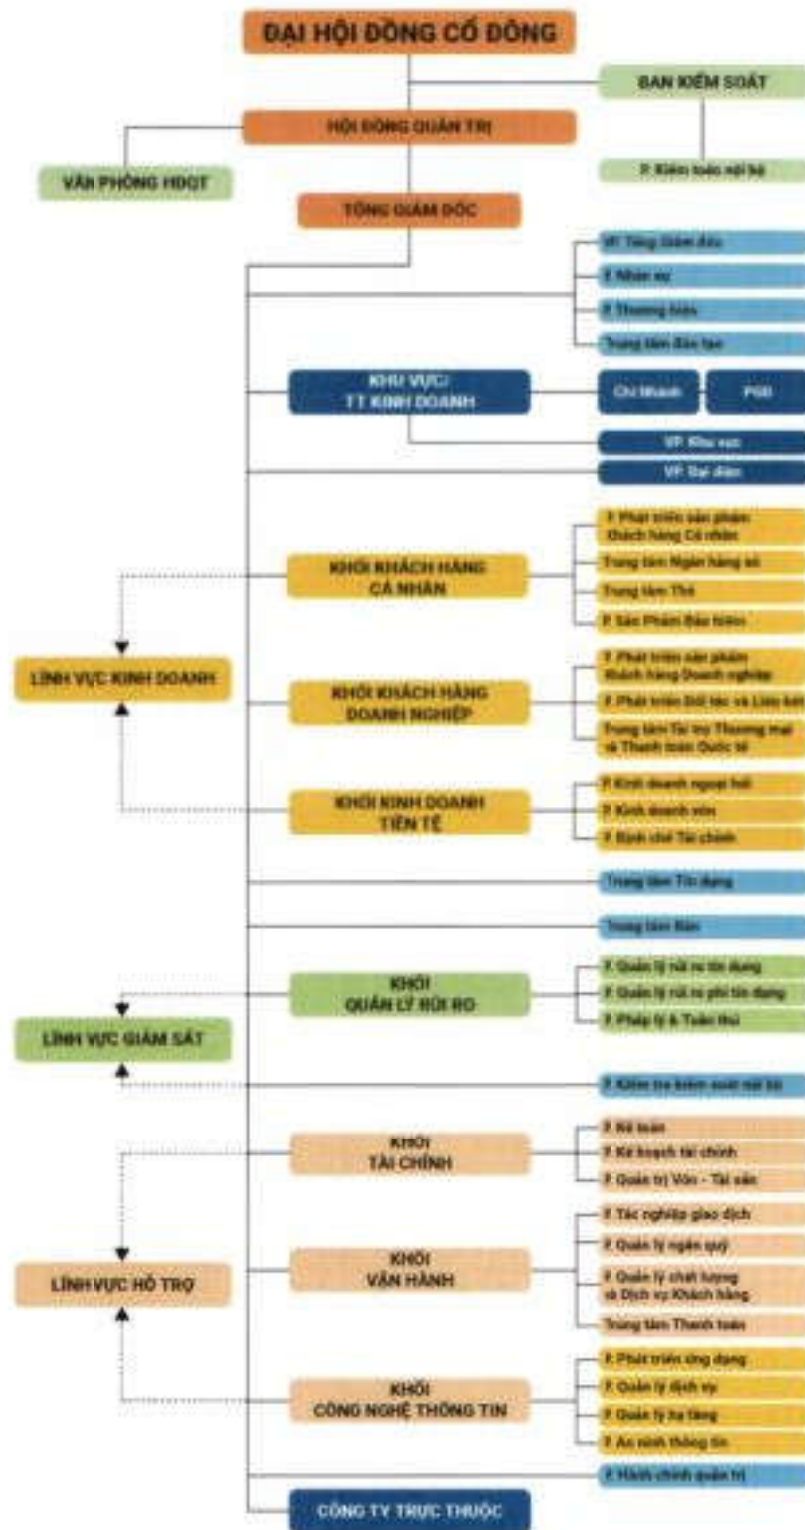 ĐẠI HỘI ĐỒNG CỔ ĐÔNG
BAN KIỂM SOÁT
HỘI ĐỒNG QUẢN TRỊ
VĂN PHÒNG HĐQT
P. Kiểm toán nội bộ
TỔNG GIÁM ĐỐC
VP. Tổng Giám đốc
P. Nhân sự
P. Thương hiệu
Trung tâm đào tạo
KHU VỰC/
TT KINH DOANH
Chi Nhánh
PGD
VP. Khu vực
VP. Đại diện
P. Phát triển sản phẩm
Khách hàng Cá nhân
KHỐI KHÁCH HÀNG
CÁ NHÂN
Trung tâm Ngân hàng số
Trung tâm Thẻ
P. Sản Phẩm Bảo hiểm
LĨNH VỰC KINH DOANH
P. Phát triển sản phẩm
Khách hàng Doanh nghiệp
KHỐI KHÁCH HÀNG
DOANH NGHIỆP
P. Phát triển Đối tác và Liên kết
Trung tâm Tài trợ Thương mại
và Thanh toán Quốc tế
P. Kinh doanh ngoại hối
KHỐI KINH DOANH
TIỀN TỆ
P. Kinh doanh vốn
P. Định chế Tài chính
Trung tâm Tín dụng
Trung tâm Bán
P. Quản lý rủi ro tín dụng
KHỐI
QUẢN LÝ RỦI RO
P. Quản lý rủi ro phi tín dụng
P. Pháp lý & Tuân thủ
LĨNH VỰC GIÁM SÁT
P. Kiểm tra kiểm soát nội bộ
P. Kế toán
KHỐI
TÀI CHÍNH
P. Kế hoạch tài chính
P. Quản trị Vốn - Tài sản
P. Tác nghiệp giao dịch
P. Quản lý ngân quỹ
KHỐI
VẬN HÀNH
LĨNH VỰC HỖ TRỢ
P. Quản lý chất lượng
và Dịch vụ Khách hàng
Trung tâm Thanh toán
P. Phát triển ứng dụng
KHỐI
CÔNG NGHỆ THÔNG TIN
P. Quản lý dịch vụ
P. Quản lý hạ tầng
P. An ninh thông tin
P. Hành chính quản trị
CÔNG TY TRỰC THUỘC